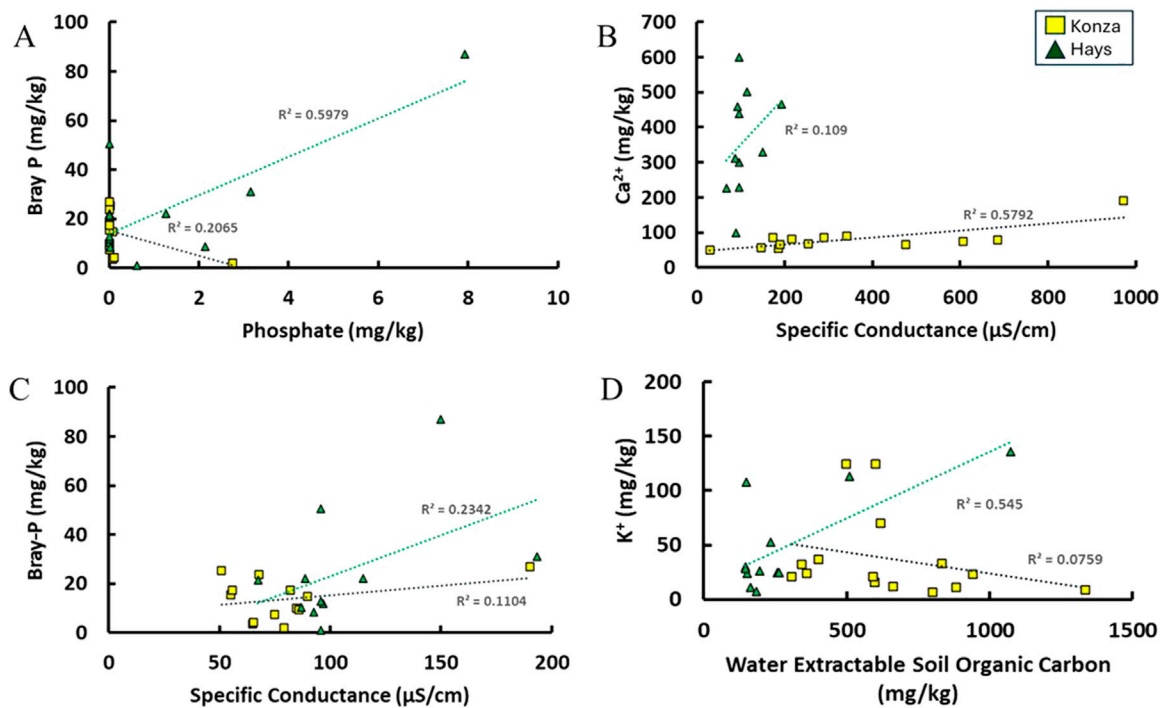 A
Bray P (mg/kg)
100
80
60
40
20
0
R² = 0.5979
R² = 0.2065
0 2 4 6 8 10
Phosphate (mg/kg)
B
Konza
Hays
Ca²⁺ (mg/kg)
700
600
500
400
300
200
100
0
R² = 0.109
R² = 0.5792
0 200 400 600 800 1000
Specific Conductance (µS/cm)
C
Bray-P (mg/kg)
100
80
60
40
20
0
R² = 0.2342
R² = 0.1104
0 50 100 150 200
Specific Conductance (µS/cm)
D
K⁺ (mg/kg)
200
150
100
50
0
R² = 0.545
R² = 0.0759
0 500 1000 1500
Water Extractable Soil Organic Carbon
(mg/kg)